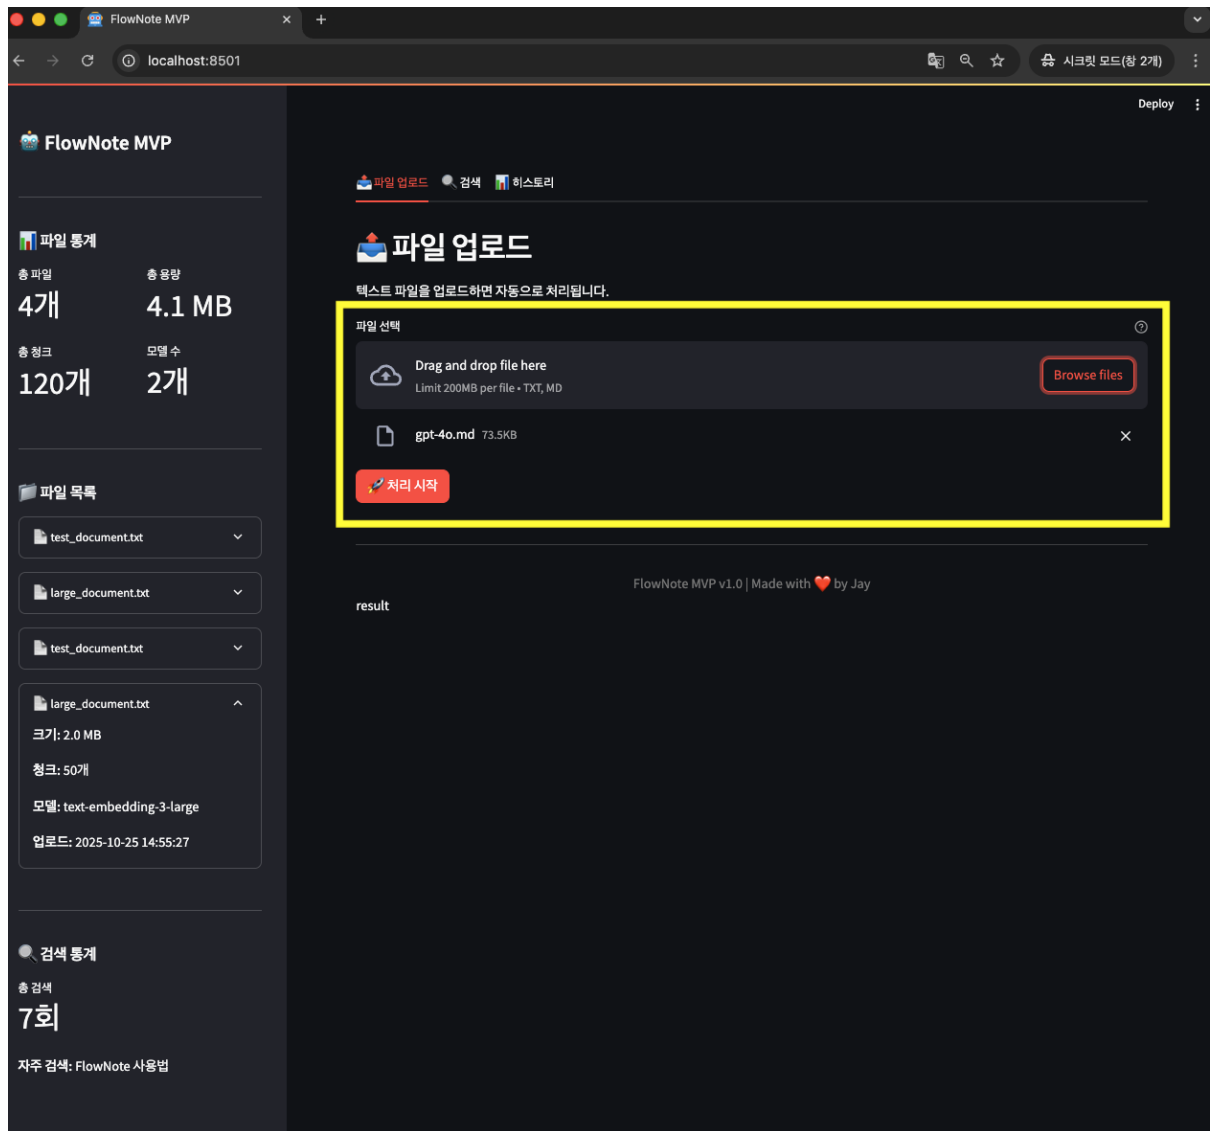 FlowNote MVP
localhost:8501
시크릿 모드(창 2개)
Deploy
FlowNote MVP
파일 통계
총 파일
총 용량
4개
4.1 MB
총 청크
모델 수
120개
2개
파일 목록
test_document.txt
large_document.txt
test_document.txt
large_document.txt
크기: 2.0 MB
청크: 50개
모델: text-embedding-3-large
업로드: 2025-10-25 14:55:27
검색 통계
총 검색
7회
자주 검색: FlowNote 사용법
파일 업로드
검색
히스토리
파일 업로드
텍스트 파일을 업로드하면 자동으로 처리됩니다.
파일 선택
Drag and drop file here
Limit 200MB per file • TXT, MD
Browse files
gpt-4o.md 73.5KB
처리 시작
FlowNote MVP v1.0 | Made with ❤️ by Jay
result